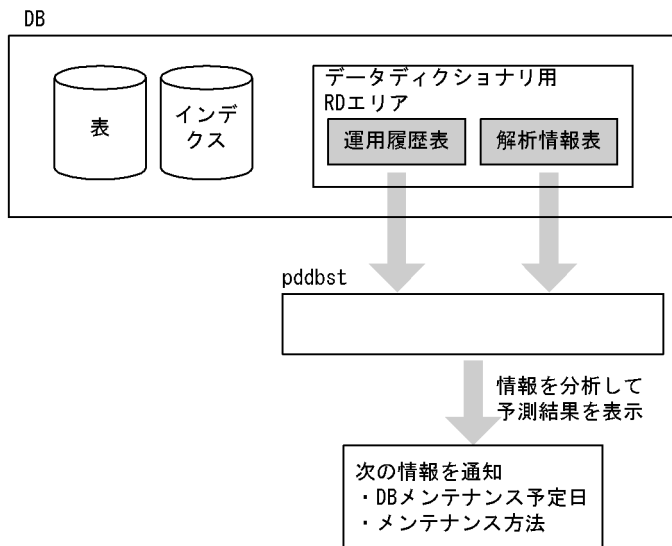 DB
データディクショナリ用
RDエリア
表
インデ
クス
運用履歴表
解析情報表
pddbst
情報を分析して
予測結果を表示
次の情報を通知
・DBメンテナンス予定日
・メンテナンス方法